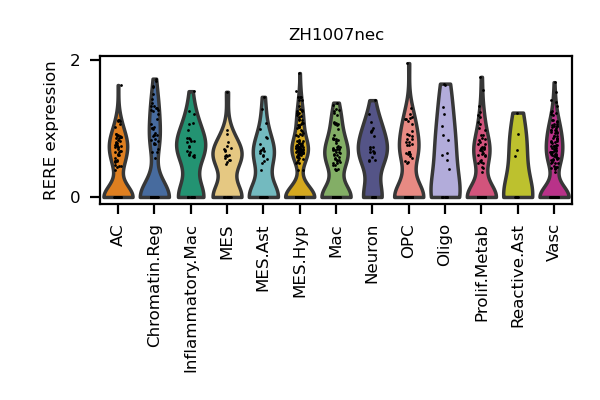 ZH1007nec
RERE expression
2
0
AC
Chromatin.Reg
Inflammatory.Mac
MES
MES.Ast
MES.Hyp
Mac
Neuron
OPC
Oligo
Prolif.Metab
Reactive.Ast
Vasc